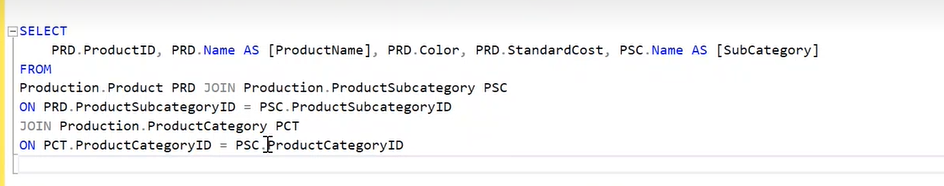 SELECT
PRD.ProductID, PRD.Name AS [ProductName], PRD.Color, PRD.StandardCost, PSC.Name AS [SubCategory]
FROM
Production.Product PRD JOIN Production.ProductSubcategory PSC
ON PRD.ProductSubcategoryID = PSC.ProductSubcategoryID
JOIN Production.ProductCategory PCT
ON PCT.ProductCategoryID = PSC.ProductCategoryID